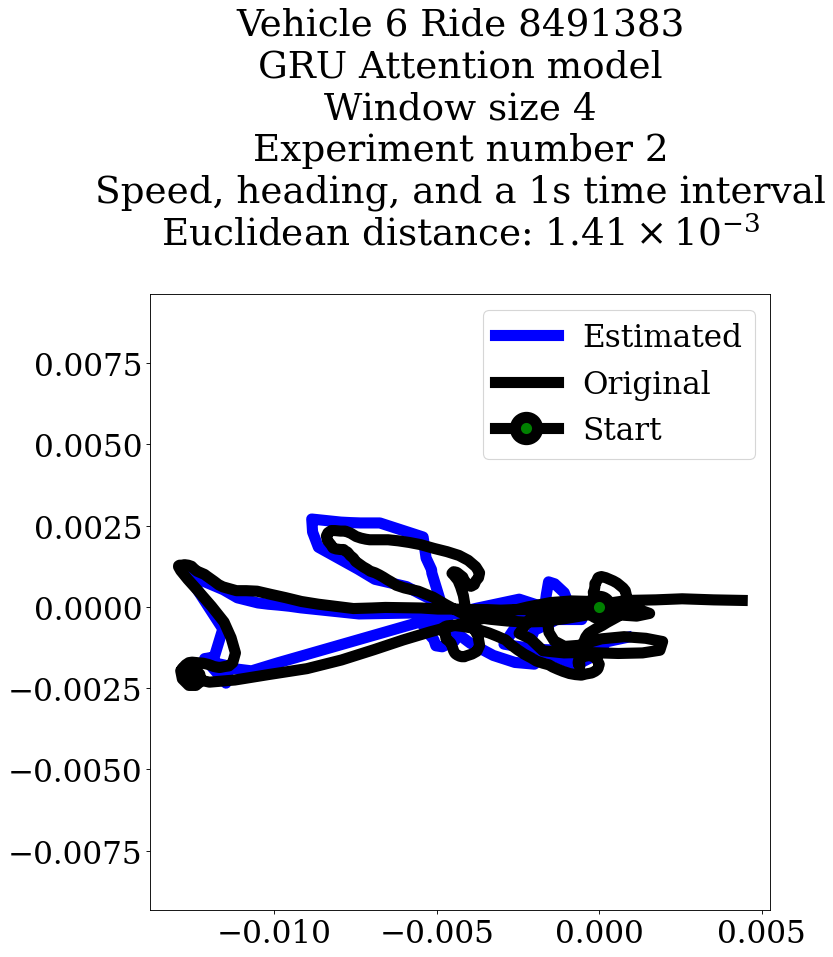 Vehicle 6 Ride 8491383
GRU Attention model
Window size 4
Experiment number 2
Speed, heading, and a 1s time interval
Euclidean distance: 1.41 × 10⁻³
Estimated
Original
Start
0.0075
0.0050
0.0025
0.0000
−0.0025
−0.0050
−0.0075
−0.010
−0.005
0.000
0.005